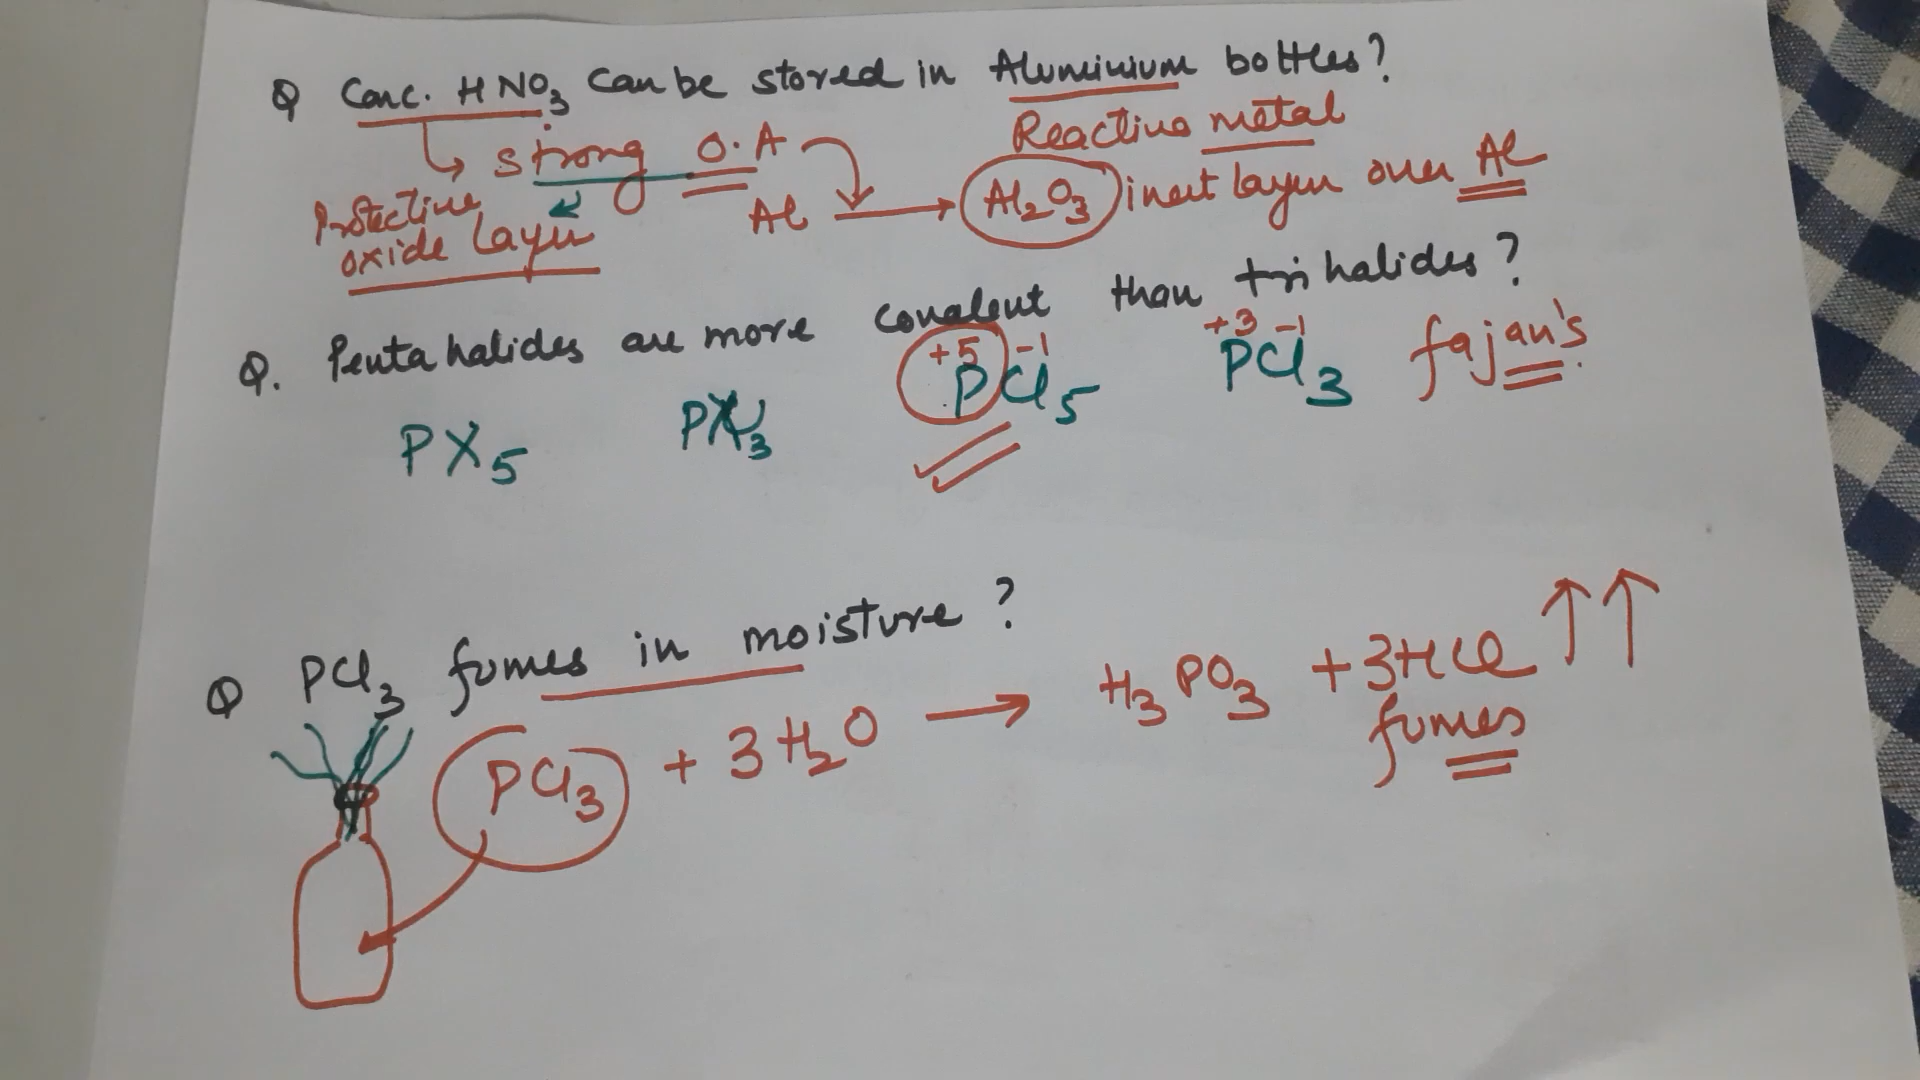 Q Conc. HNO3 Can be stored in Aluminium bottles?
Reactive metal
strong O.A
Protective oxide layer
Al → Al2O3 inert layer over Al
Q. Penta halides are more covalent than tri halides?
PX5 PX3 +5 -1 PCl5 +3 -1 PCl3 fajan's
Q PCl3 fumes in moisture?
PCl3 + 3H2O → H3PO3 + 3HCl ↑↑
fumes